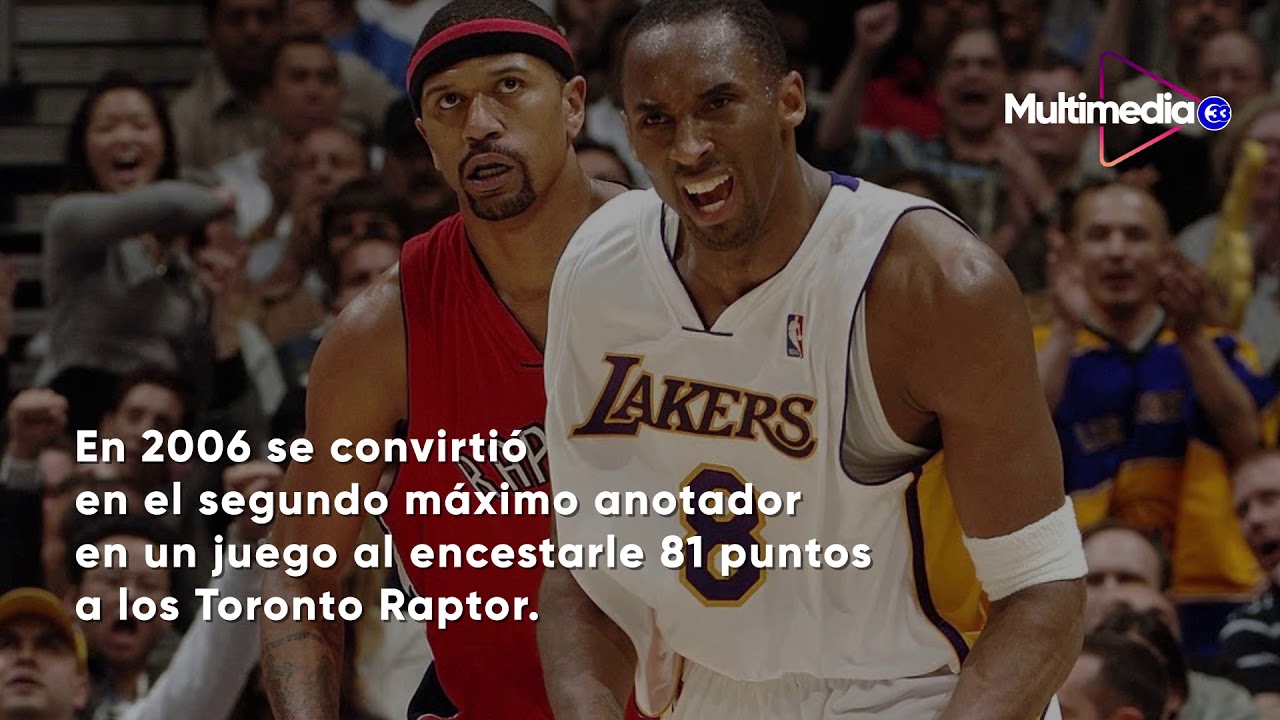 Multimedia
LAKERS
8
En 2006 se convirtió
en el segundo máximo anotador
en un juego al encestarle 81 puntos
a los Toronto Raptor.